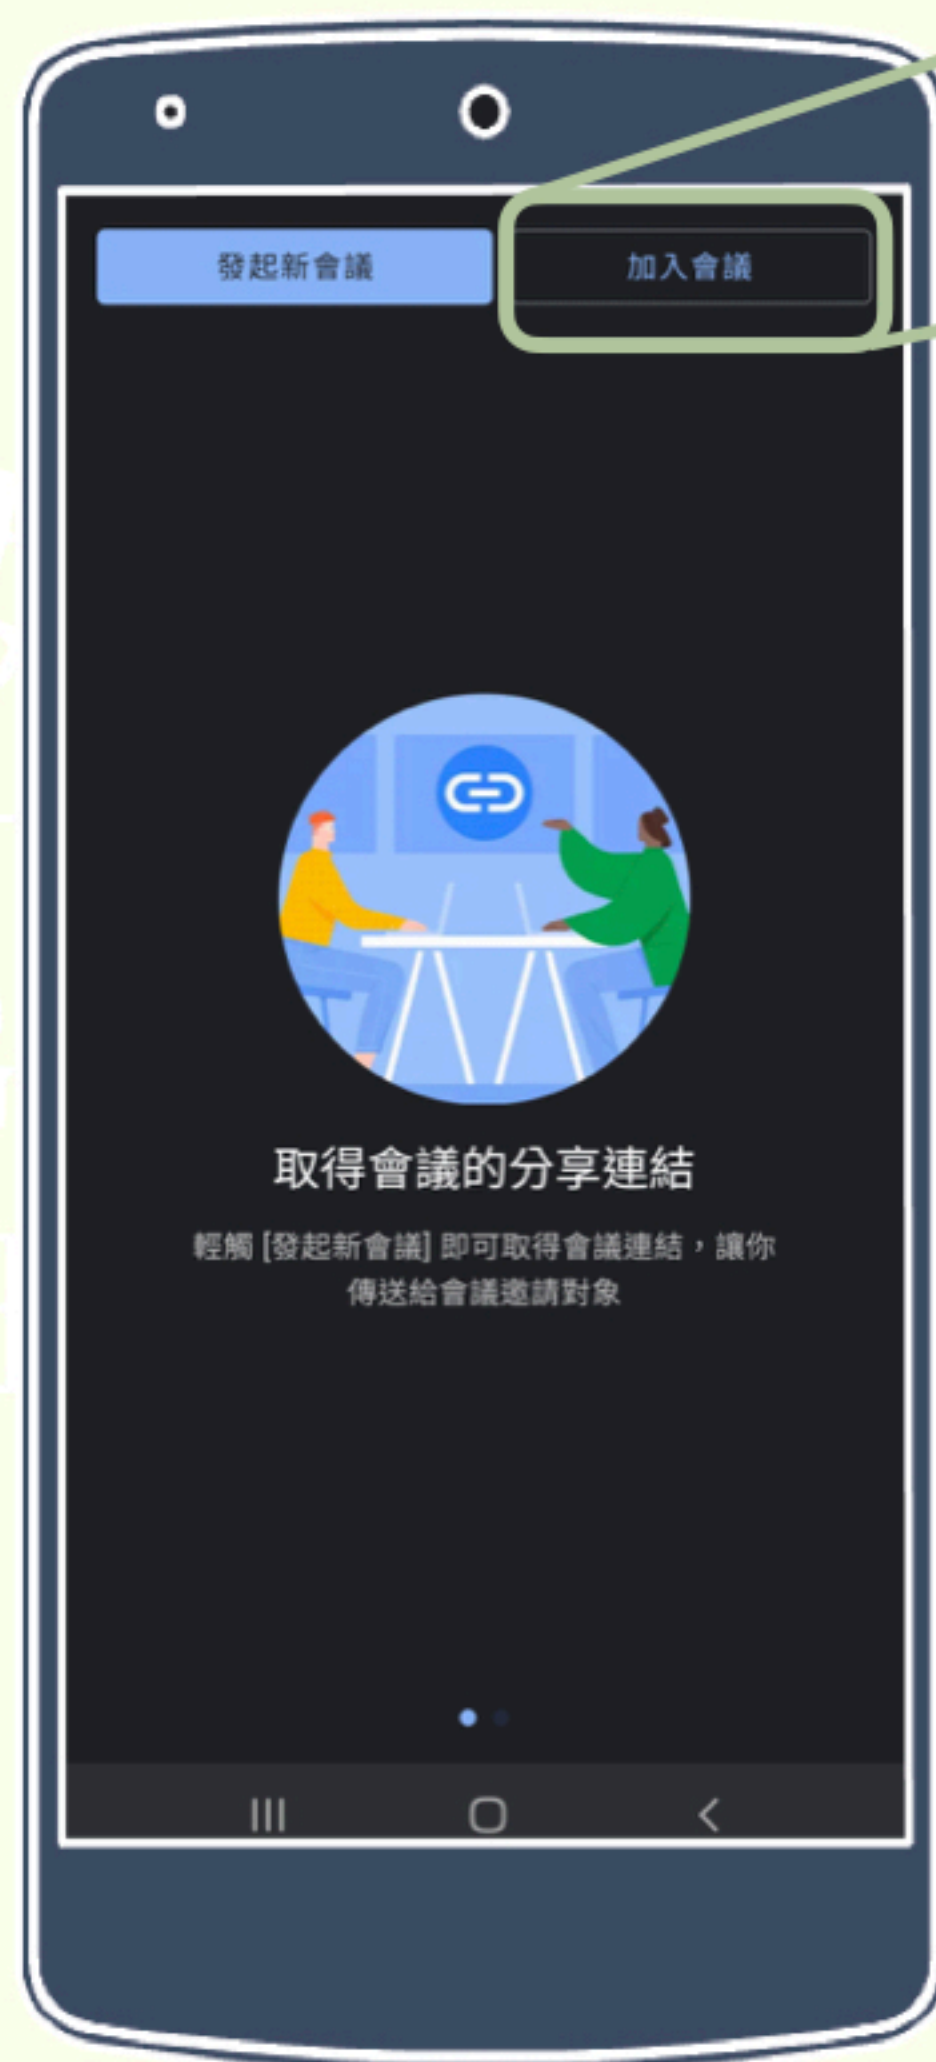 發起新會議
加入會議
取得會議的分享連結
輕觸 [發起新會議] 即可取得會議連結，讓你
傳送給會議邀請對象